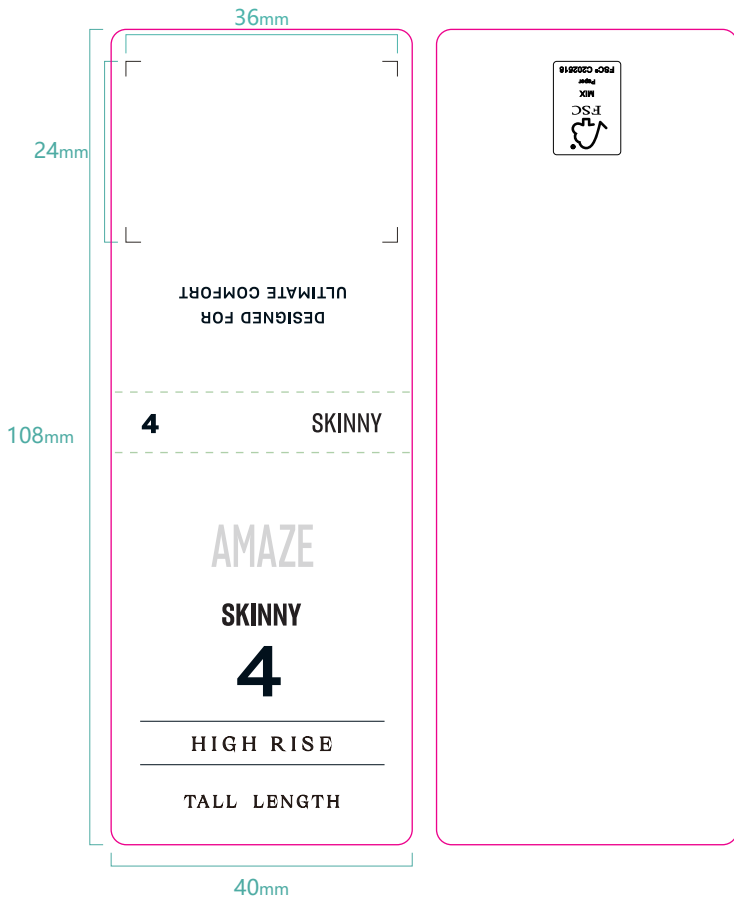 36mm
24mm
DESIGNED FOR
ULTIMATE COMFORT
108mm
4 SKINNY
AMAZE
SKINNY
4
HIGH RISE
TALL LENGTH
40mm
FSC
MIX
Paper
FSC® C202618